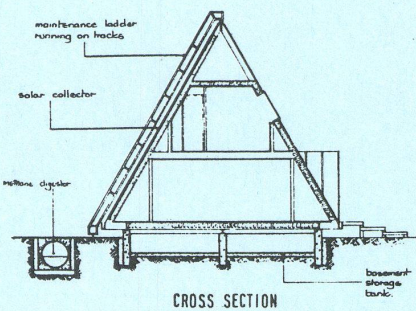 maintenance ladder
running on tracks
solar collector
methane digester
basement
storage
tank.
CROSS SECTION